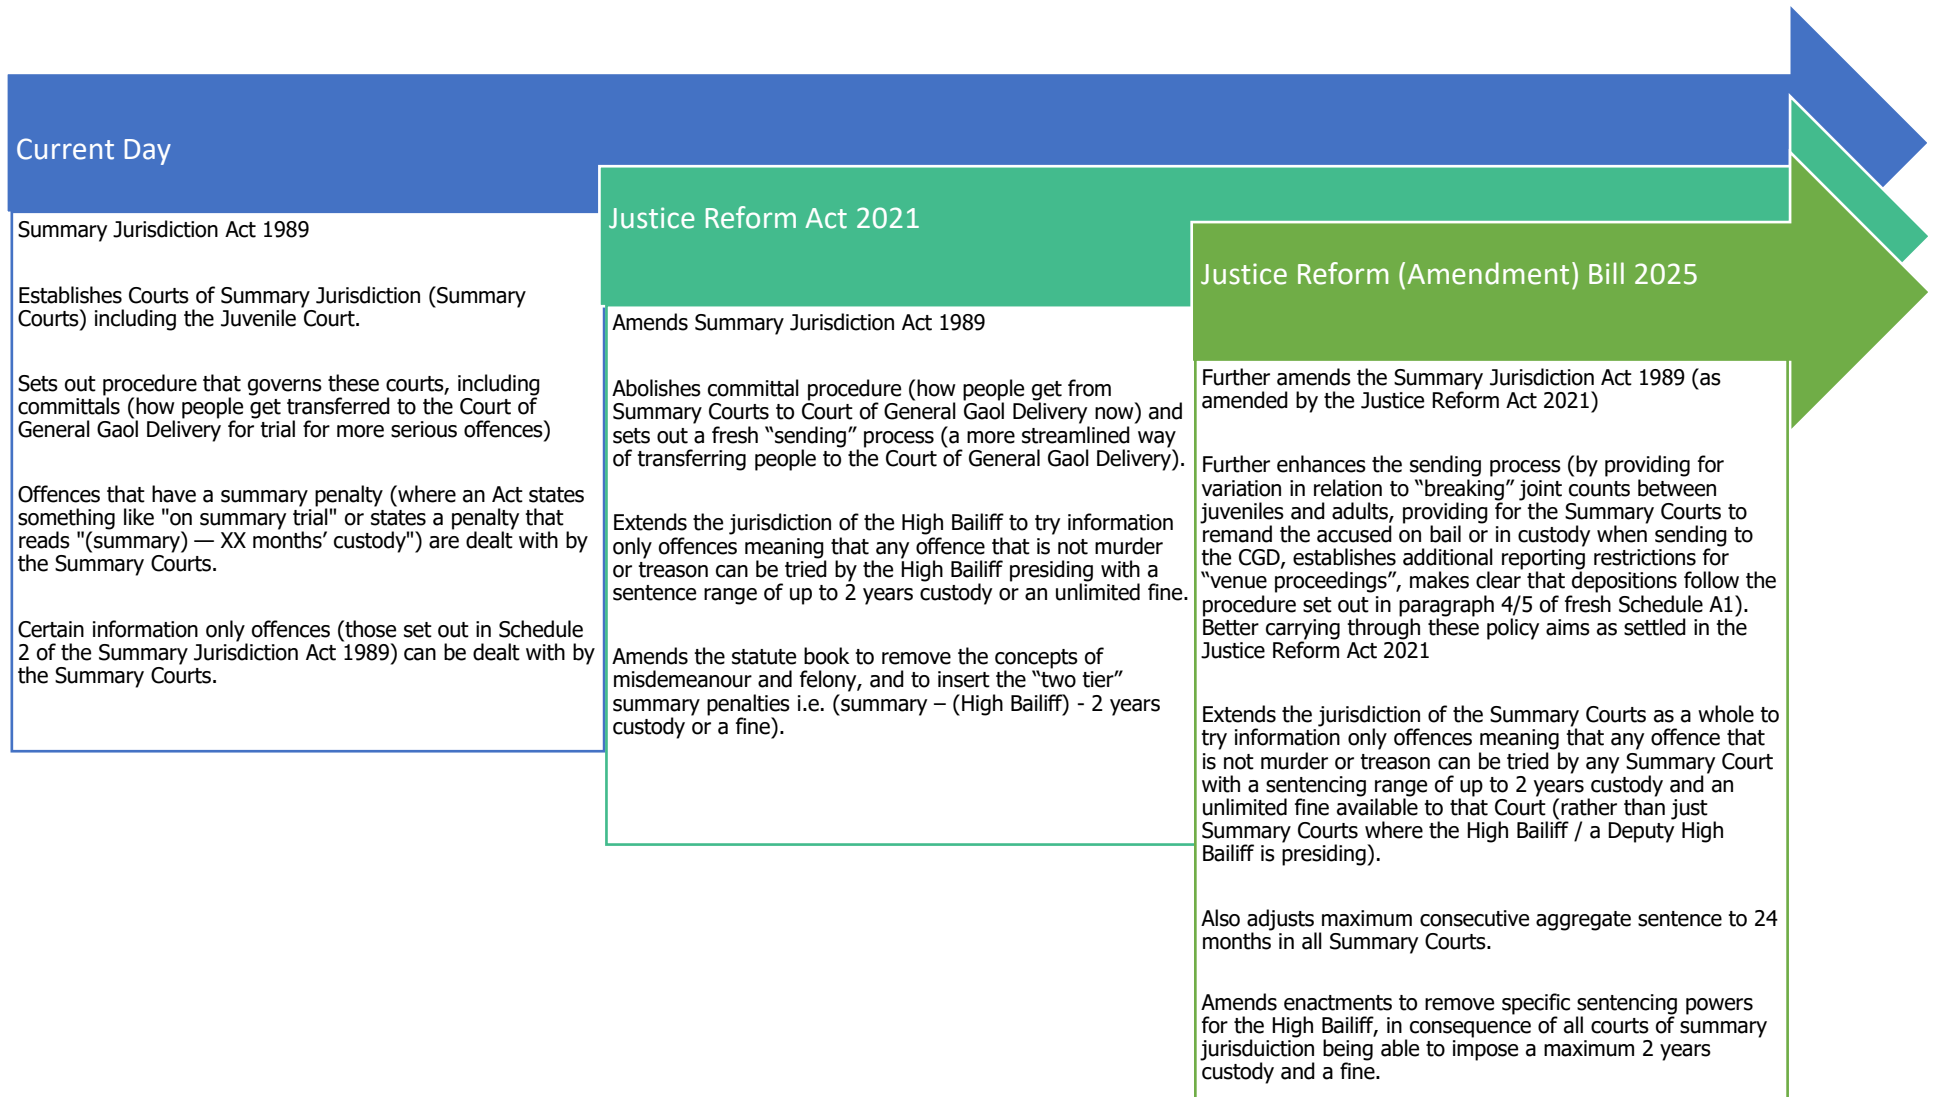 Current Day
Summary Jurisdiction Act 1989
Establishes Courts of Summary Jurisdiction (Summary
Courts) including the Juvenile Court.
Sets out procedure that governs these courts, including
committals (how people get transferred to the Court of
General Gaol Delivery for trial for more serious offences)
Offences that have a summary penalty (where an Act states
something like "on summary trial" or states a penalty that
reads "(summary) — XX months’ custody") are dealt with by
the Summary Courts.
Certain information only offences (those set out in Schedule
2 of the Summary Jurisdiction Act 1989) can be dealt with by
the Summary Courts.
Justice Reform Act 2021
Amends Summary Jurisdiction Act 1989
Abolishes committal procedure (how people get from
Summary Courts to Court of General Gaol Delivery now) and
sets out a fresh “sending” process (a more streamlined way
of transferring people to the Court of General Gaol Delivery).
Extends the jurisdiction of the High Bailiff to try information
only offences meaning that any offence that is not murder
or treason can be tried by the High Bailiff presiding with a
sentence range of up to 2 years custody or an unlimited fine.
Amends the statute book to remove the concepts of
misdemeanour and felony, and to insert the “two tier”
summary penalties i.e. (summary – (High Bailiff) - 2 years
custody or a fine).
Justice Reform (Amendment) Bill 2025
Further amends the Summary Jurisdiction Act 1989 (as
amended by the Justice Reform Act 2021)
Further enhances the sending process (by providing for
variation in relation to “breaking” joint counts between
juveniles and adults, providing for the Summary Courts to
remand the accused on bail or in custody when sending to
the CGD, establishes additional reporting restrictions for
“venue proceedings”, makes clear that depositions follow the
procedure set out in paragraph 4/5 of fresh Schedule A1).
Better carrying through these policy aims as settled in the
Justice Reform Act 2021
Extends the jurisdiction of the Summary Courts as a whole to
try information only offences meaning that any offence that
is not murder or treason can be tried by any Summary Court
with a sentencing range of up to 2 years custody and an
unlimited fine available to that Court (rather than just
Summary Courts where the High Bailiff / a Deputy High
Bailiff is presiding).
Also adjusts maximum consecutive aggregate sentence to 24
months in all Summary Courts.
Amends enactments to remove specific sentencing powers
for the High Bailiff, in consequence of all courts of summary
jurisduiction being able to impose a maximum 2 years
custody and a fine.